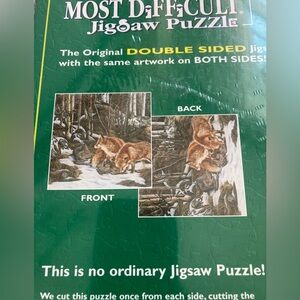 MOST DiFFiCULT
JigSaw PuZZlE
The Original DOUBLE SIDED Jigs
with the same artwork on BOTH SIDES!
BACK
FRONT
This is no ordinary Jigsaw Puzzle!
We cut this puzzle once from each side, cutting the